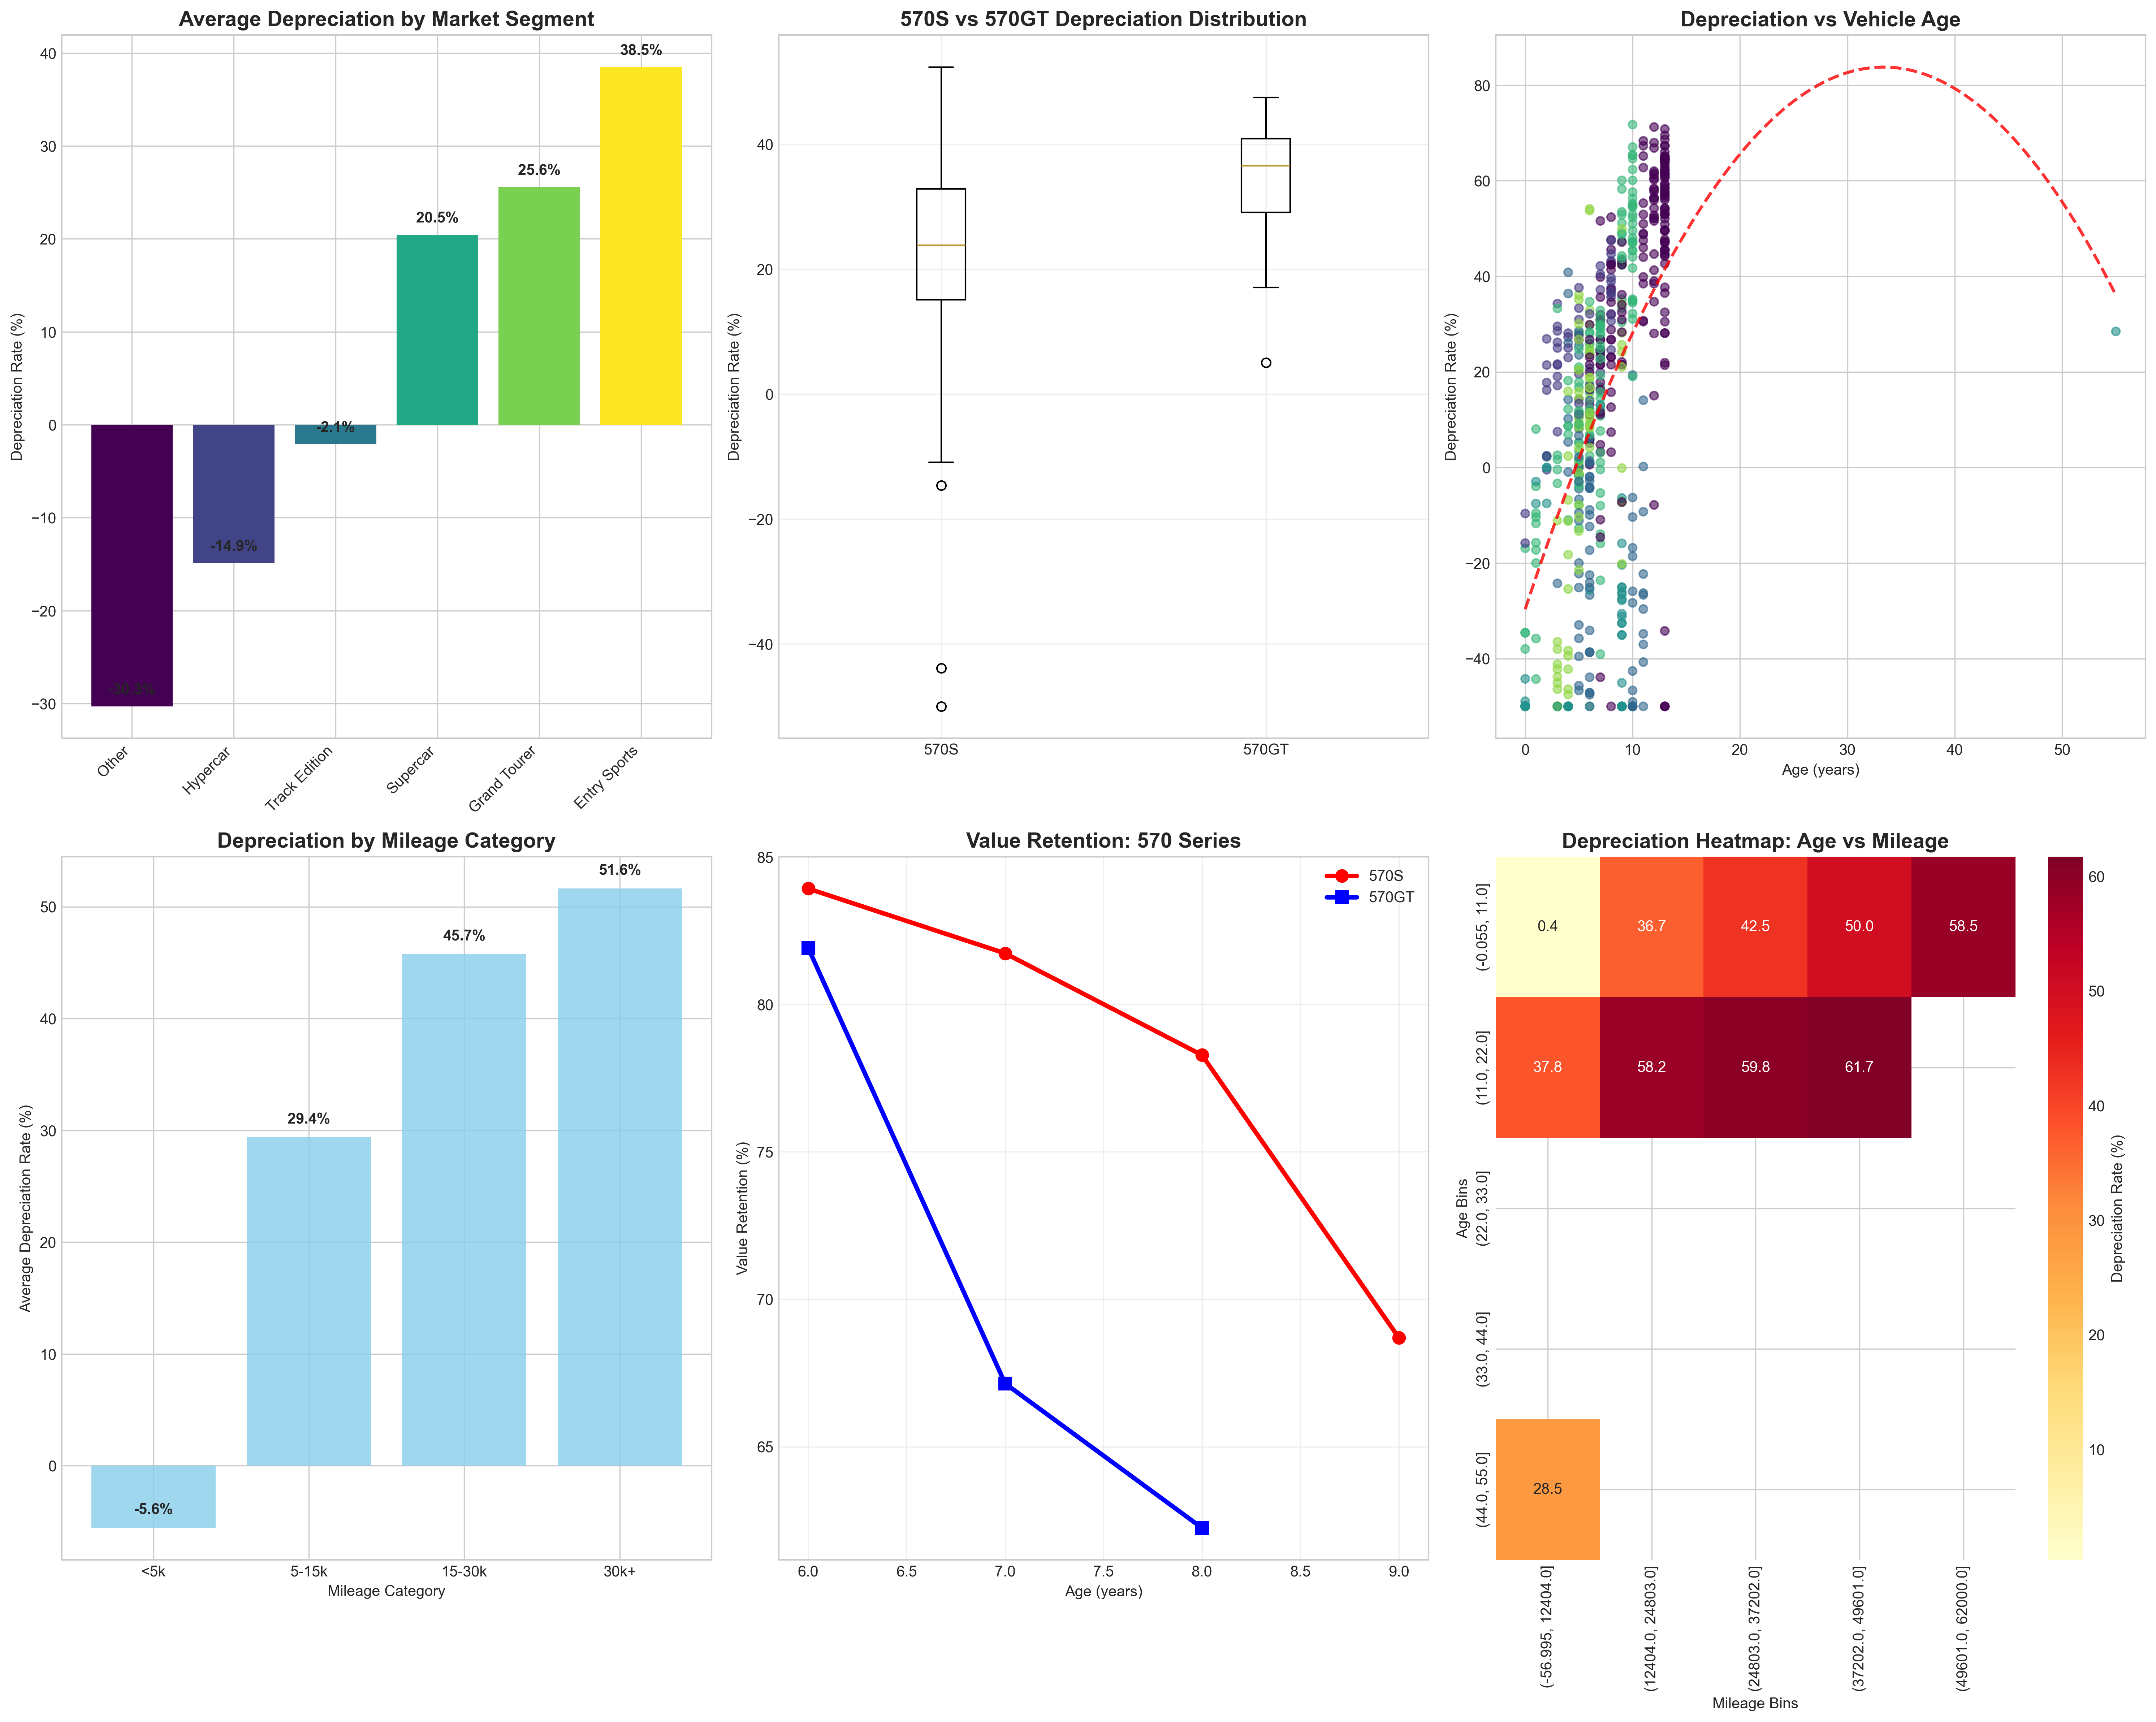 Average Depreciation by Market Segment
Depreciation Rate (%)
40
30
20
10
0
−10
−20
−30
-30.3%
-14.9%
-2.1%
20.5%
25.6%
38.5%
Other
Hypercar
Track Edition
Supercar
Grand Tourer
Entry Sports
570S vs 570GT Depreciation Distribution
Depreciation Rate (%)
40
20
0
−20
−40
570S
570GT
Depreciation vs Vehicle Age
Depreciation Rate (%)
80
60
40
20
0
−20
−40
0
10
20
30
40
50
Age (years)
Depreciation by Mileage Category
Average Depreciation Rate (%)
50
40
30
20
10
0
-5.6%
29.4%
45.7%
51.6%
<5k
5-15k
15-30k
30k+
Mileage Category
Value Retention: 570 Series
Value Retention (%)
85
80
75
70
65
570S
570GT
6.0
6.5
7.0
7.5
8.0
8.5
9.0
Age (years)
Depreciation Heatmap: Age vs Mileage
Age Bins
(-0.055, 11.0]
(11.0, 22.0]
(22.0, 33.0]
(33.0, 44.0]
(44.0, 55.0]
0.4
36.7
42.5
50.0
58.5
37.8
58.2
59.8
61.7
28.5
(-56.995, 12404.0]
(12404.0, 24803.0]
(24803.0, 37202.0]
(37202.0, 49601.0]
(49601.0, 62000.0]
Mileage Bins
60
50
40
30
20
10
Depreciation Rate (%)